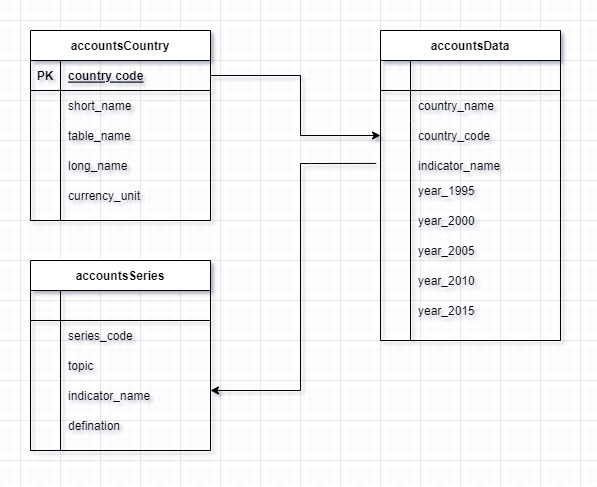 accountsCountry
PK country code
short_name
table_name
long_name
currency_unit
accountsData
country_name
country_code
indicator_name
year_1995
year_2000
year_2005
year_2010
year_2015
accountsSeries
series_code
topic
indicator_name
defination